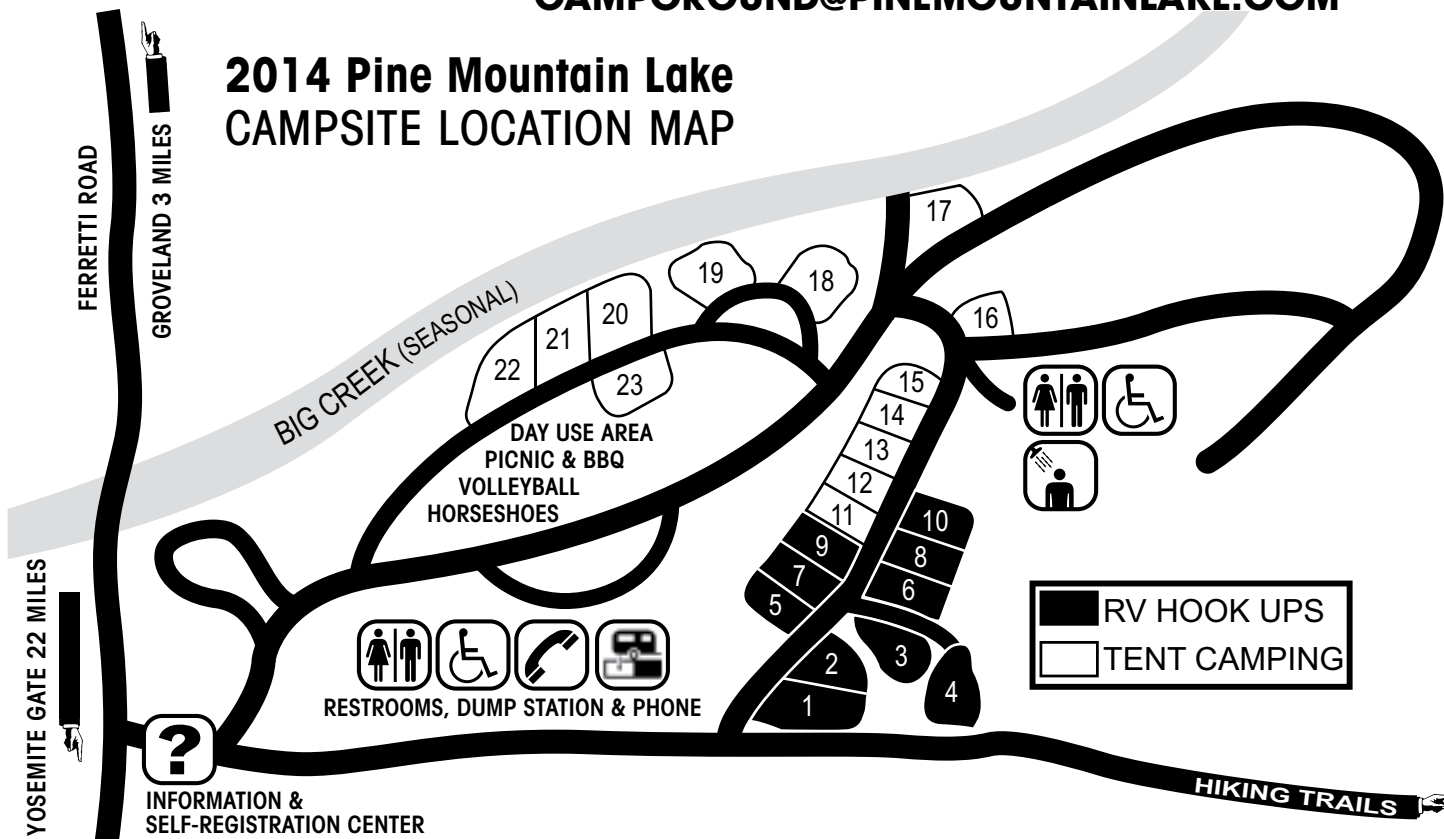 CAMPGROUND@PINEMOUNTAINLAKE.COM
2014 Pine Mountain Lake
CAMPSITE LOCATION MAP
FERRETTI ROAD
GROVELAND 3 MILES
BIG CREEK (SEASONAL)
17
19
18
20
21
22
23
16
15
14
13
12
11
10
9
8
7
6
5
DAY USE AREA
PICNIC & BBQ
VOLLEYBALL
HORSESHOES
2
3
1
4
RV HOOK UPS
TENT CAMPING
YOSEMITE GATE 22 MILES
RESTROOMS, DUMP STATION & PHONE
?
INFORMATION &
SELF-REGISTRATION CENTER
HIKING TRAILS